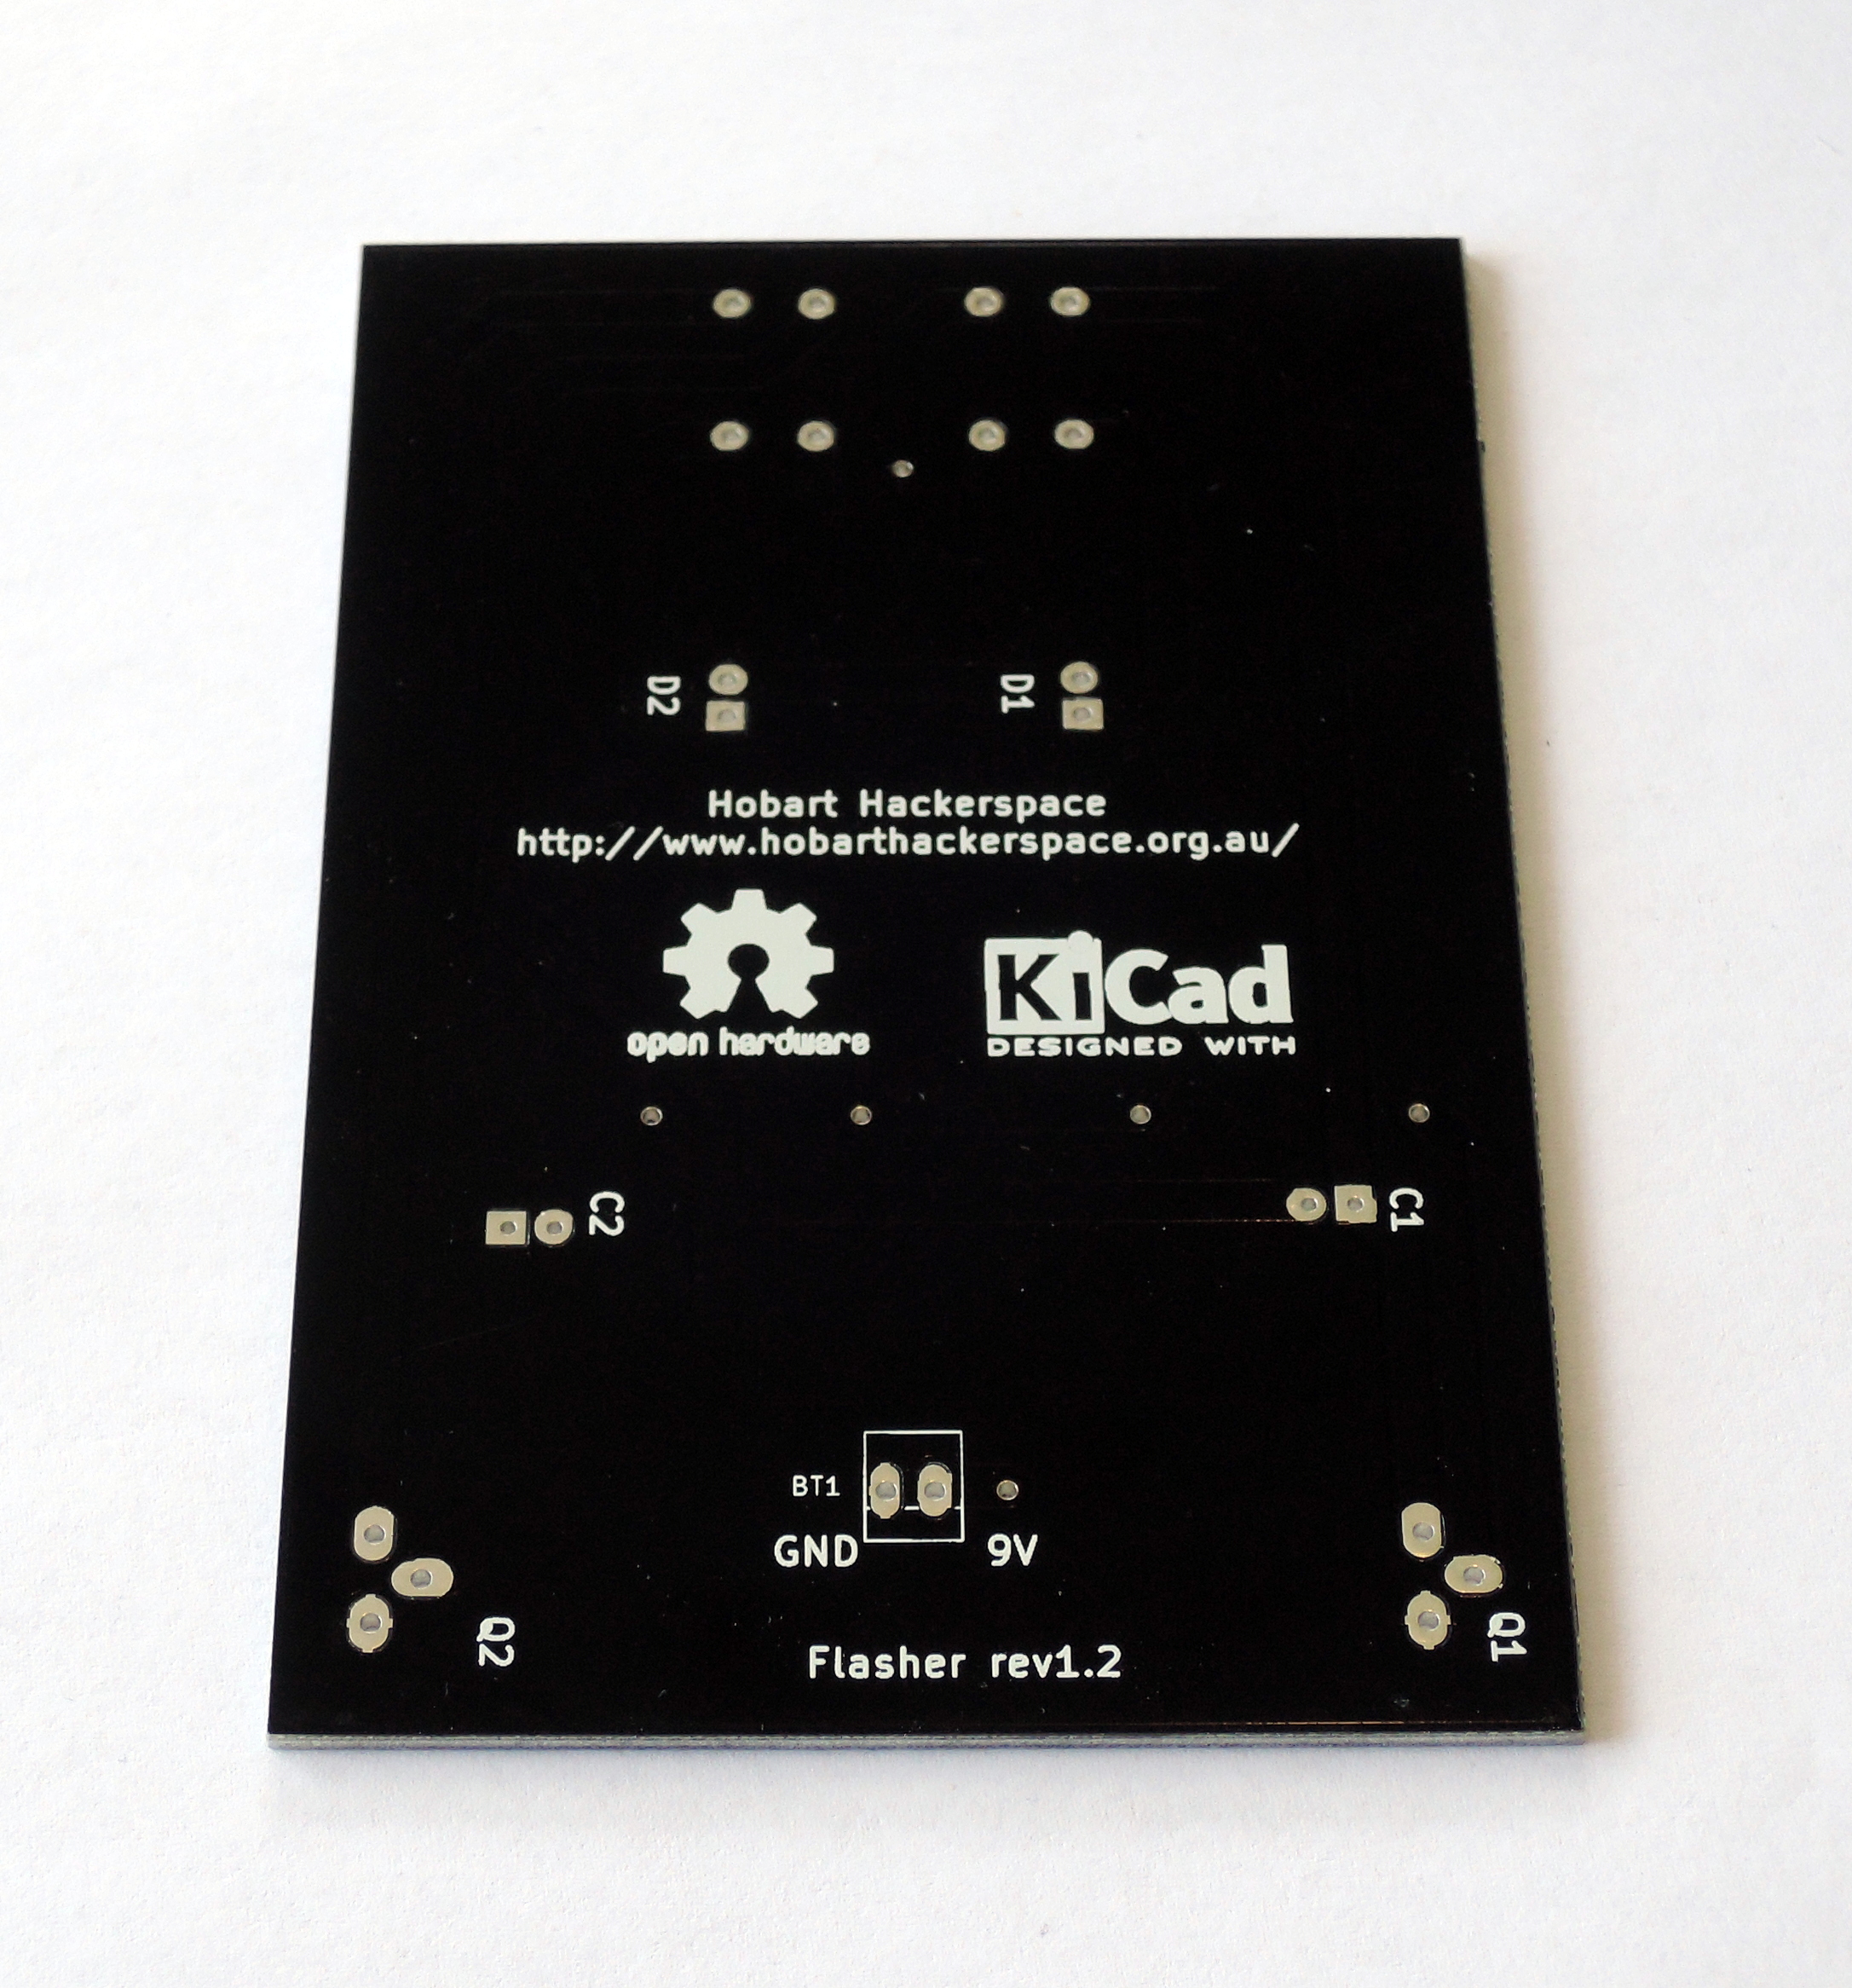 D2
D1
Hobart Hackerspace
http://www.hobarthackerspace.org.au/
open hardware
KiCad
DESIGNED WITH
C2
C1
BT1
GND
9V
Q2
Q1
Flasher rev1.2